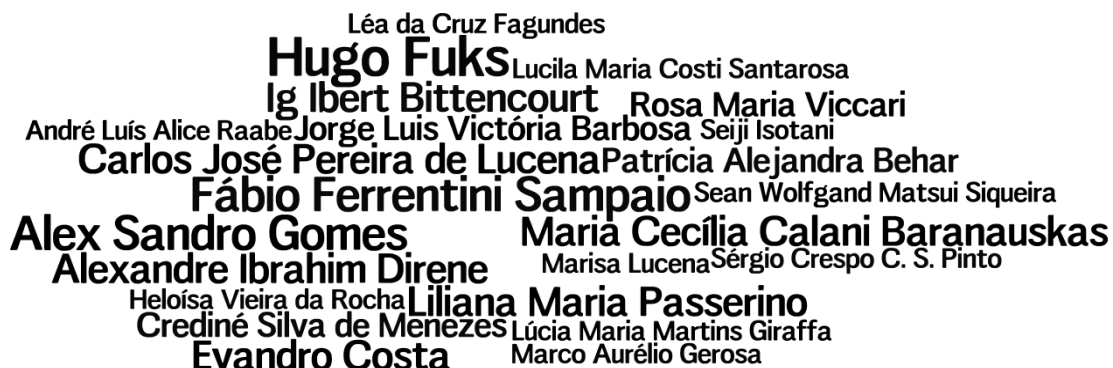 Léa da Cruz Fagundes
Hugo Fuks Lucila Maria Costi Santarosa
Ig Ibert Bittencourt Rosa Maria Viccari
André Luís Alice Raabe Jorge Luis Victória Barbosa Seiji Isotani
Carlos José Pereira de Lucena Patrícia Alejandra Behar
Fábio Ferrentini Sampaio Sean Wolfgand Matsui Siqueira
Alex Sandro Gomes Maria Cecília Calani Baranauskas
Alexandre Ibrahim Direne Marisa Lucena Sérgio Crespo C. S. Pinto
Heloísa Vieira da Rocha Liliana Maria Passerino
Crediné Silva de Menezes Lúcia Maria Martins Giraffa
Evandro Costa Marco Aurélio Gerosa